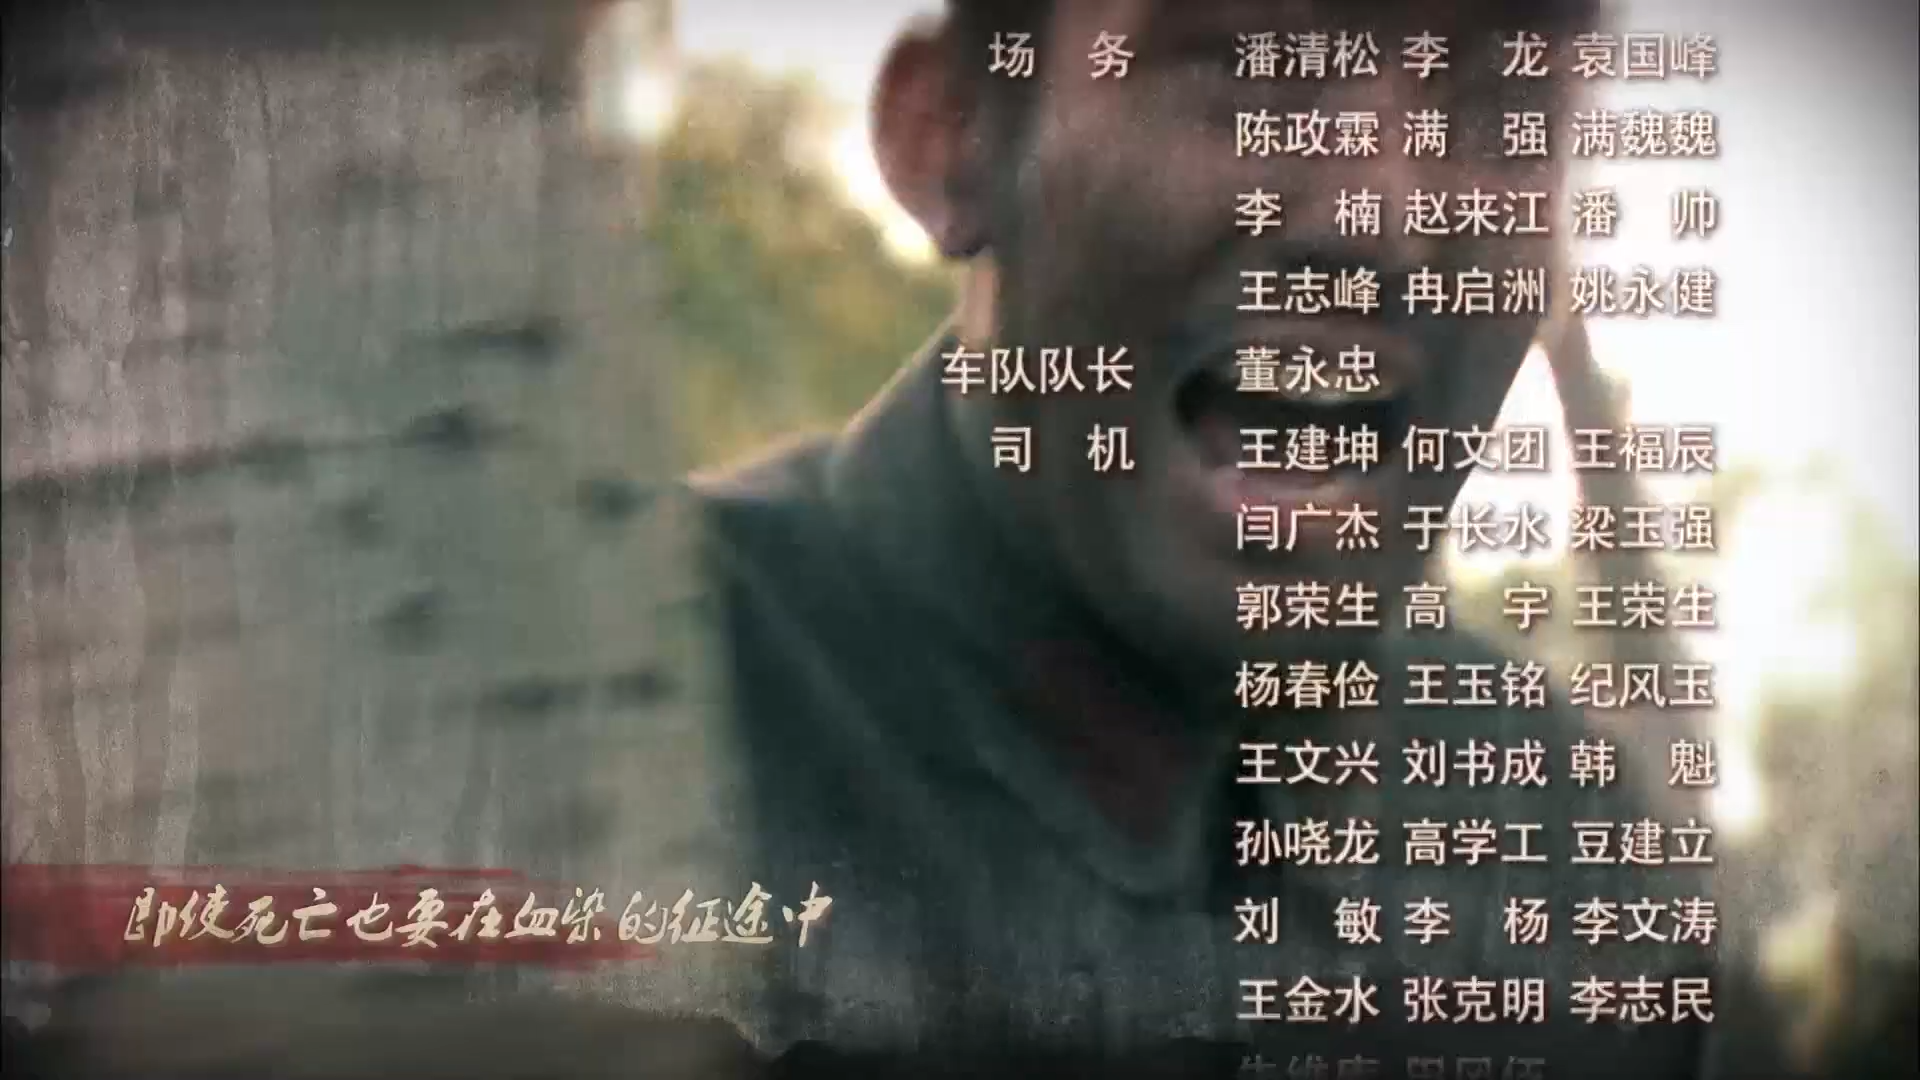 场务 潘清松 李龙 袁国峰
陈政霖 满强 满魏魏
李楠 赵来江 潘帅
王志峰 冉启洲 姚永健
车队队长 董永忠
司机 王建坤 何文团 王福辰
闫广杰 于长水 梁玉强
郭荣生 高宇 王荣生
杨春俭 王玉铭 纪风玉
王文兴 刘书成 韩魁
孙哓龙 高学工 豆建立
刘敏 李杨 李文涛
王金水 张克明 李志民
即使死亡也要在血染的征途中